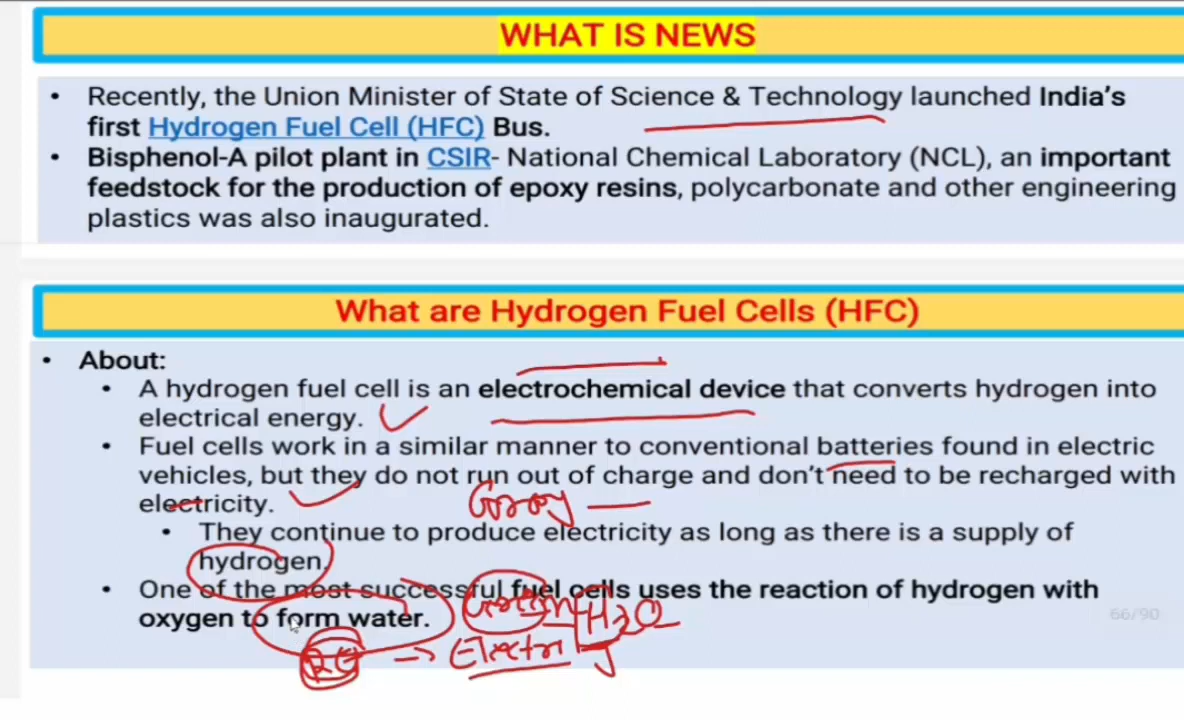 WHAT IS NEWS
• Recently, the Union Minister of State of Science & Technology launched India's
first Hydrogen Fuel Cell (HFC) Bus.
• Bisphenol-A pilot plant in CSIR- National Chemical Laboratory (NCL), an important
feedstock for the production of epoxy resins, polycarbonate and other engineering
plastics was also inaugurated.
What are Hydrogen Fuel Cells (HFC)
• About:
• A hydrogen fuel cell is an electrochemical device that converts hydrogen into
electrical energy.
• Fuel cells work in a similar manner to conventional batteries found in electric
vehicles, but they do not run out of charge and don't need to be recharged with
electricity.
Gray
• They continue to produce electricity as long as there is a supply of
hydrogen.
• One of the most successful fuel cells uses the reaction of hydrogen with
oxygen to form water.
H2O
66/90
RE → Electricity